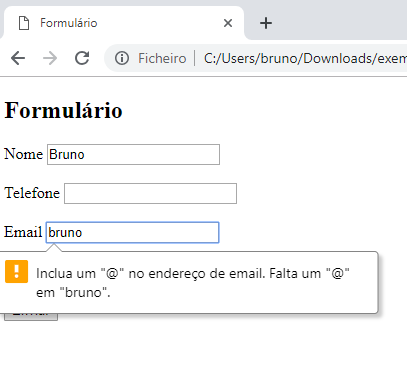 Formulário
Ficheiro | C:/Users/bruno/Downloads/exem
Formulário
Nome Bruno
Telefone
Email bruno
Inclua um "@" no endereço de email. Falta um "@"
em "bruno".